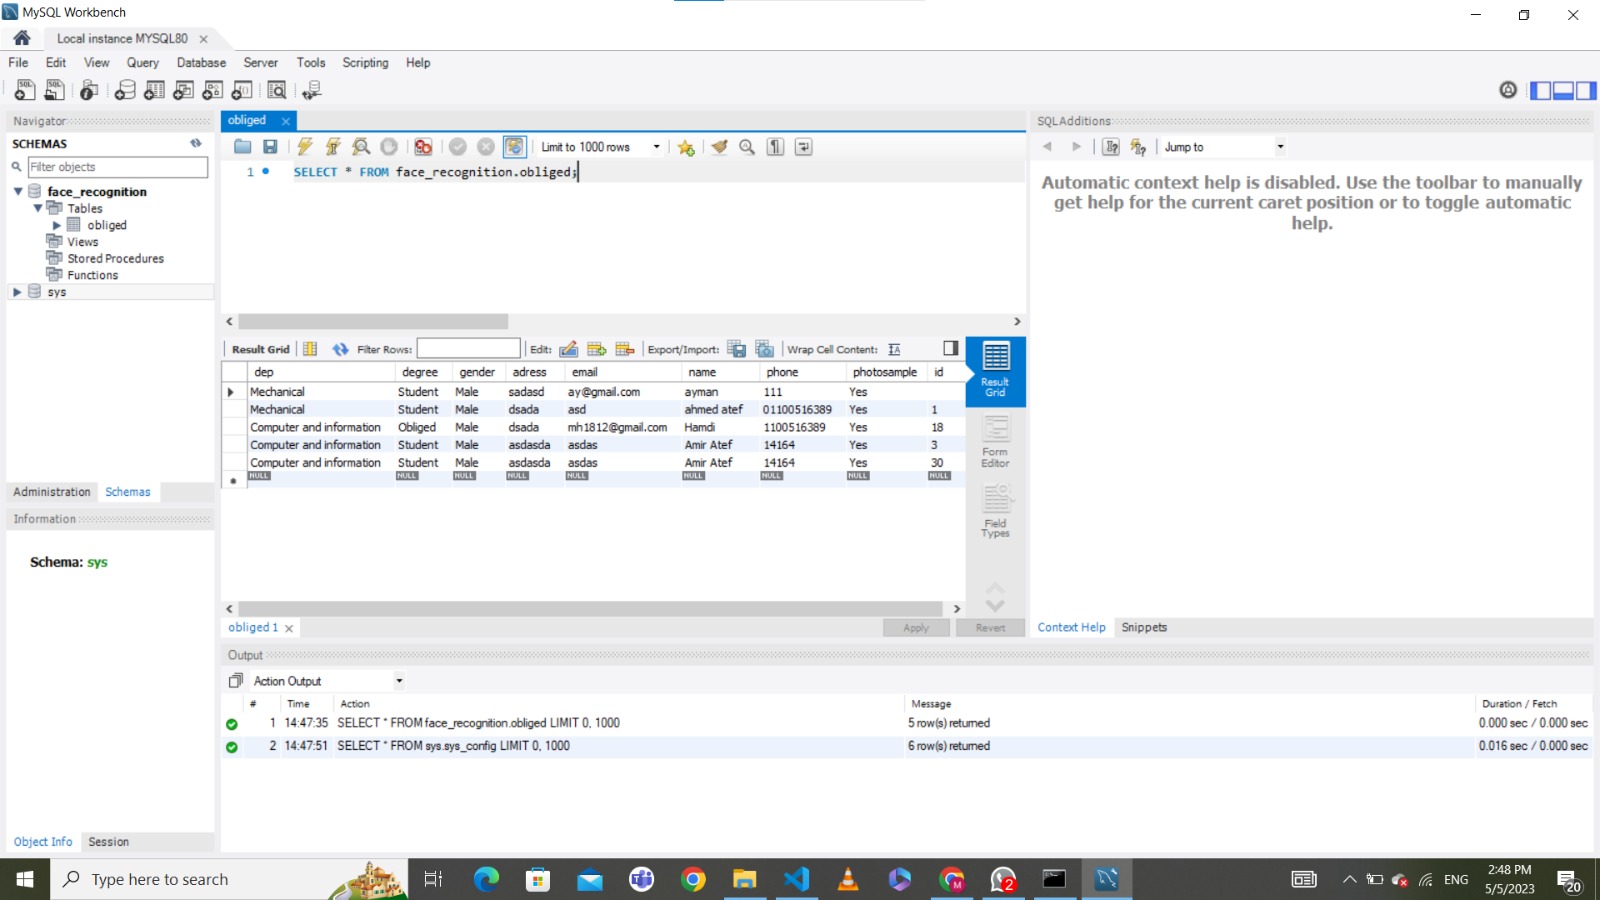 MySQL Workbench
Local instance MYSQL80
File Edit View Query Database Server Tools Scripting Help
Navigator
SCHEMAS
Filter objects
face_recognition
Tables
obliged
Views
Stored Procedures
Functions
sys
Administration Schemas
Information
Schema: sys
Object Info Session
obliged
Limit to 1000 rows
1 SELECT * FROM face_recognition.obliged;
Result Grid Filter Rows: Edit: Export/Import: Wrap Cell Content:
dep degree gender adress email name phone photosample id
Mechanical Student Male sadasd ay@gmail.com ayman 111 Yes
Mechanical Student Male dsada asd ahmed atef 01100516389 Yes 1
Computer and information Obliged Male dsada mh1812@gmail.com Hamdi 1100516389 Yes 18
Computer and information Student Male asdasda asdas Amir Atef 14164 Yes 3
Computer and information Student Male asdasda asdas Amir Atef 14164 Yes 30
NULL NULL NULL NULL NULL NULL NULL NULL NULL
Result
Grid
Form
Editor
Field
Types
obliged 1
Apply Revert
SQLAdditions
Jump to
Automatic context help is disabled. Use the toolbar to manually
get help for the current caret position or to toggle automatic
help.
Context Help Snippets
Output
Action Output
# Time Action Message Duration / Fetch
1 14:47:35 SELECT * FROM face_recognition.obliged LIMIT 0, 1000 5 row(s) returned 0.000 sec / 0.000 sec
2 14:47:51 SELECT * FROM sys.sys_config LIMIT 0, 1000 6 row(s) returned 0.016 sec / 0.000 sec
Type here to search
2
ENG
2:48 PM
5/5/2023
20